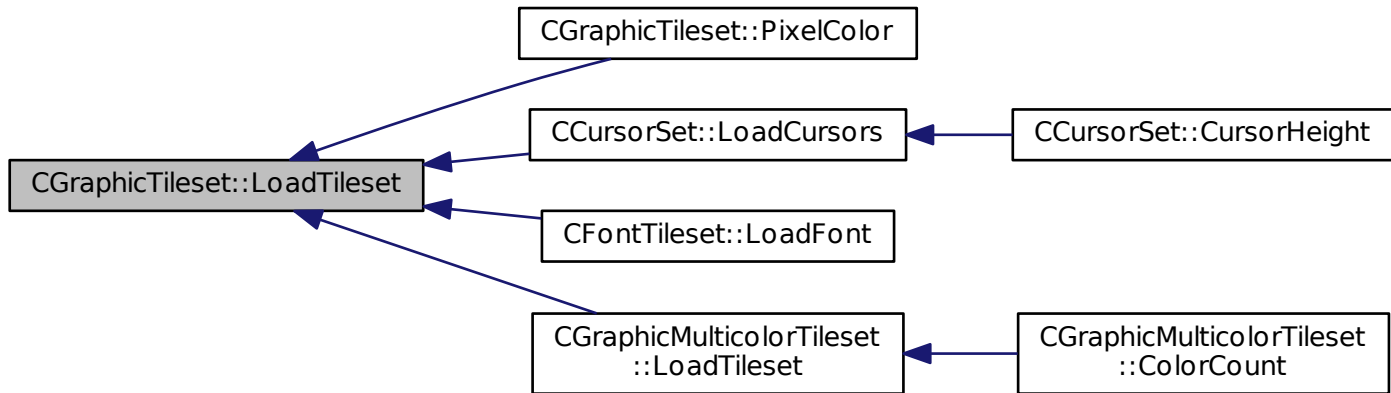 CGraphicTileset::PixelColor
CCursorSet::LoadCursors
CCursorSet::CursorHeight
CGraphicTileset::LoadTileset
CFontTileset::LoadFont
CGraphicMulticolorTileset
::LoadTileset
CGraphicMulticolorTileset
::ColorCount